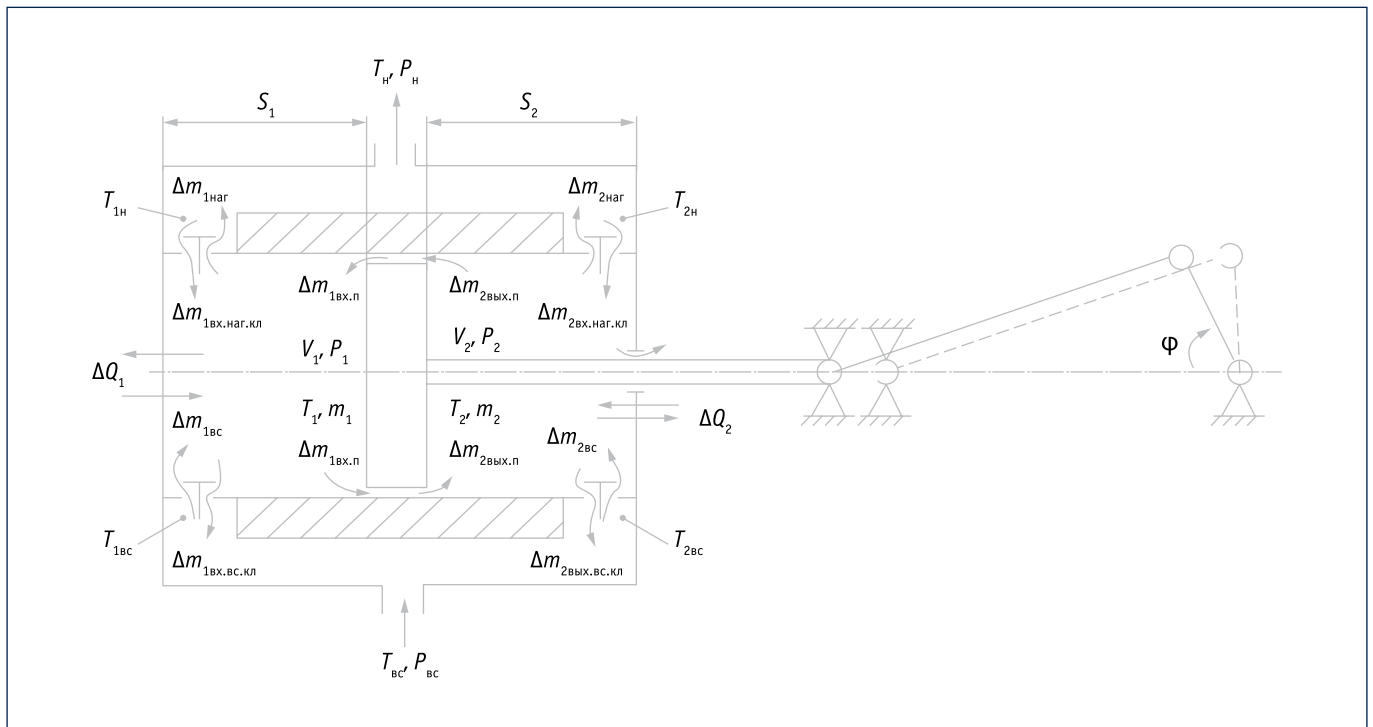 Tн, Pн
S1 S2
Δm1наг Δm2наг
T1н T2н
Δm1вх.п Δm2вых.п
Δm1вх.наг.кл Δm2вх.наг.кл
V1, P1 V2, P2
φ
ΔQ1
T1, m1 T2, m2
ΔQ2
Δm1вс Δm2вс
Δm1вх.п Δm2вых.п
T1вс T2вс
Δm1вх.вс.кл Δm2вых.вс.кл
Tвс, Pвс